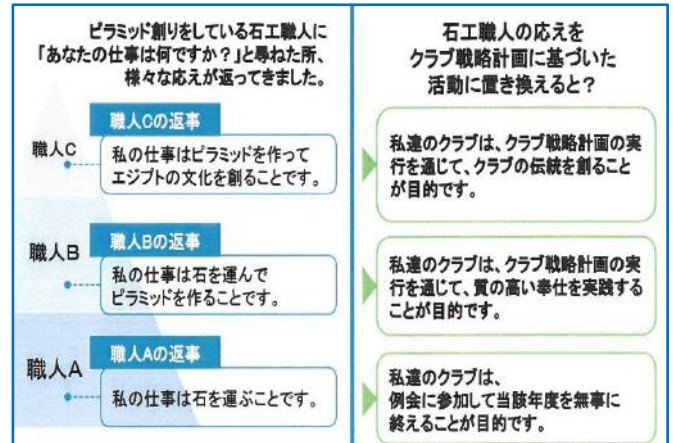 ピラミッド創りをしている石工職人に
「あなたの仕事は何ですか？」と尋ねた所、
様々な応えが返ってきました。
職人C
職人Cの返事
私の仕事はピラミッドを作って
エジプトの文化を創ることです。
職人B
職人Bの返事
私の仕事は石を運んで
ピラミッドを作ることです。
職人A
職人Aの返事
私の仕事は石を運ぶことです。
石工職人の応えを
クラブ戦略計画に基づいた
活動に置き換えると？
私達のクラブは、クラブ戦略計画の実
行を通じて、クラブの伝統を創ること
が目的です。
私達のクラブは、クラブ戦略計画の実
行を通じて、質の高い奉仕を実践する
ことが目的です。
私達のクラブは、
例会に参加して当該年度を無事に
終えることが目的です。